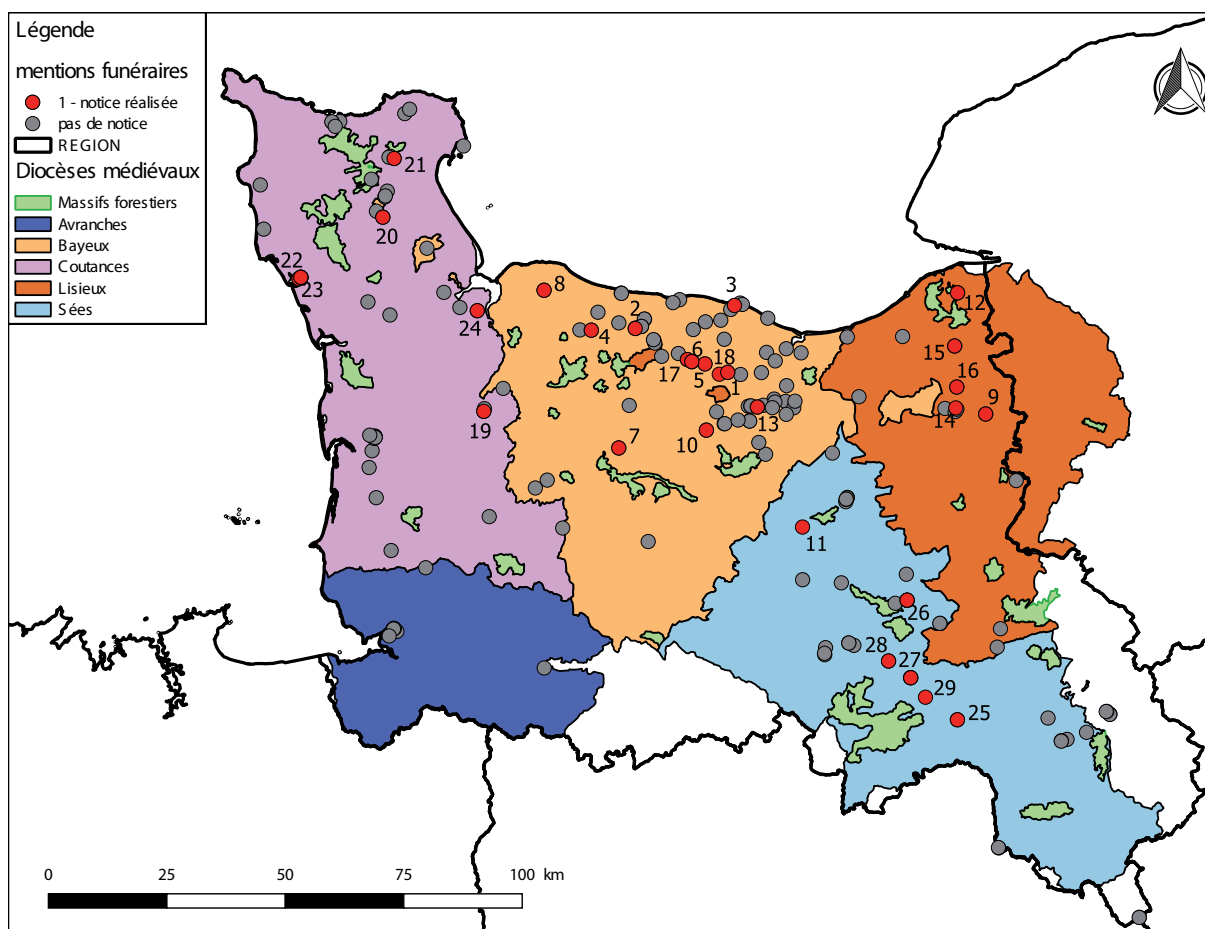 Légende
mentions funéraires
1 - notice réalisée
pas de notice
REGION
Diocèses médiévaux
Massifs forestiers
Avranches
Bayeux
Coutances
Lisieux
Sées
21
20
22
23
24
19
8
2
3
4
6
18
17
5
1
13
10
7
12
15
16
9
14
11
26
28
27
29
25
0
25
50
75
100 km